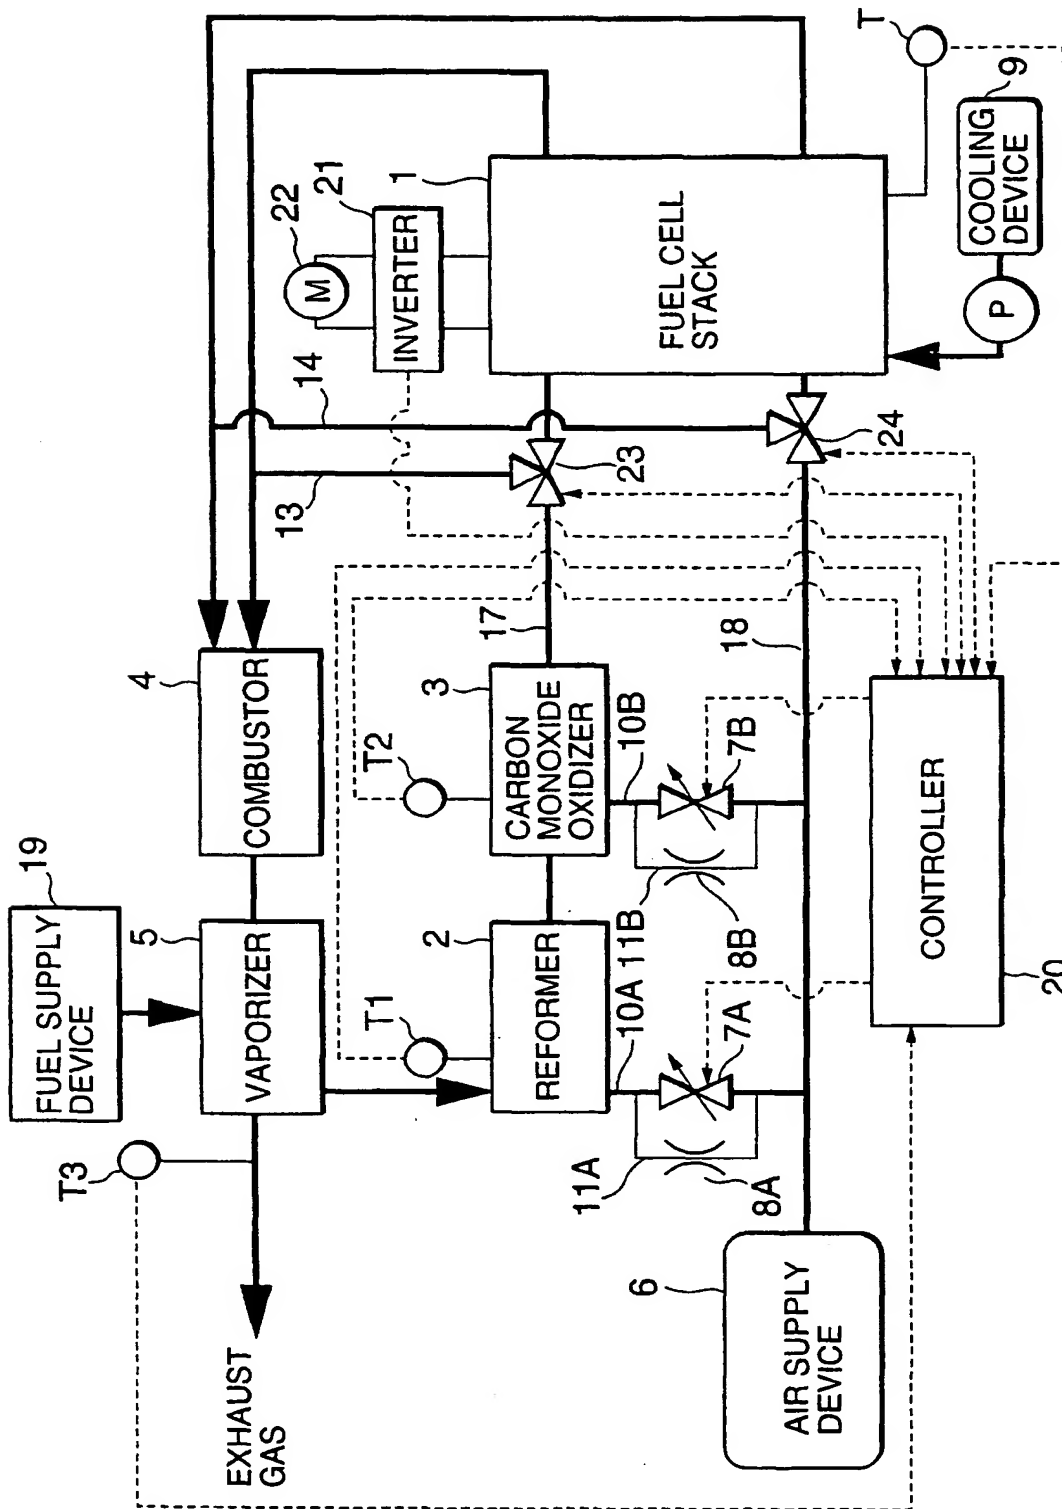 FUEL SUPPLY
DEVICE
19
T3
EXHAUST
GAS
VAPORIZER
5
COMBUSTOR
4
13
14
M
22
INVERTER
21
1
T1
T2
REFORMER
2
CARBON
MONOXIDE
OXIDIZER
3
17
23
FUEL CELL
STACK
11A
10A
11B
10B
8A
7A
8B
7B
6
AIR SUPPLY
DEVICE
18
24
T
CONTROLLER
20
P
COOLING
DEVICE
9